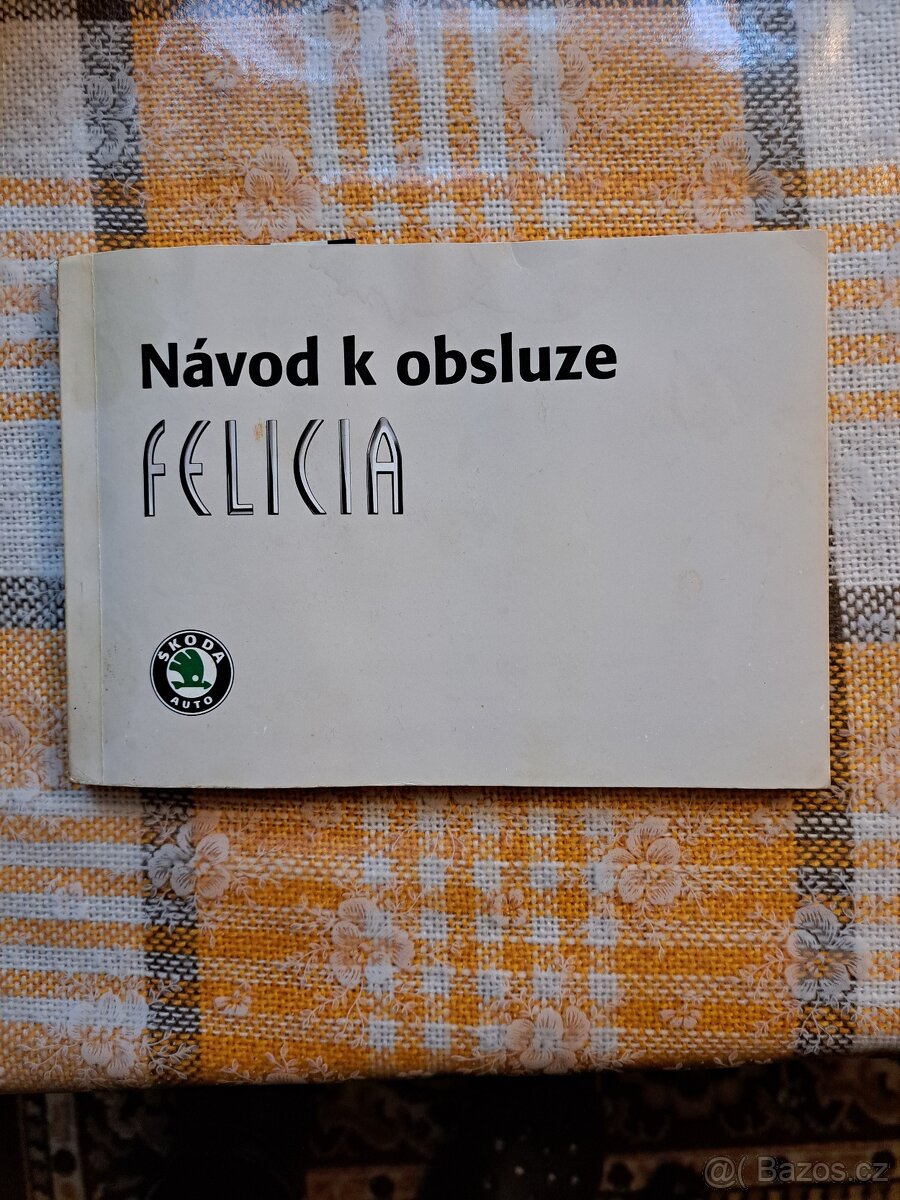 Návod k obsluze
FELICIA
ŠKODA
AUTO
@( Bazos.cz